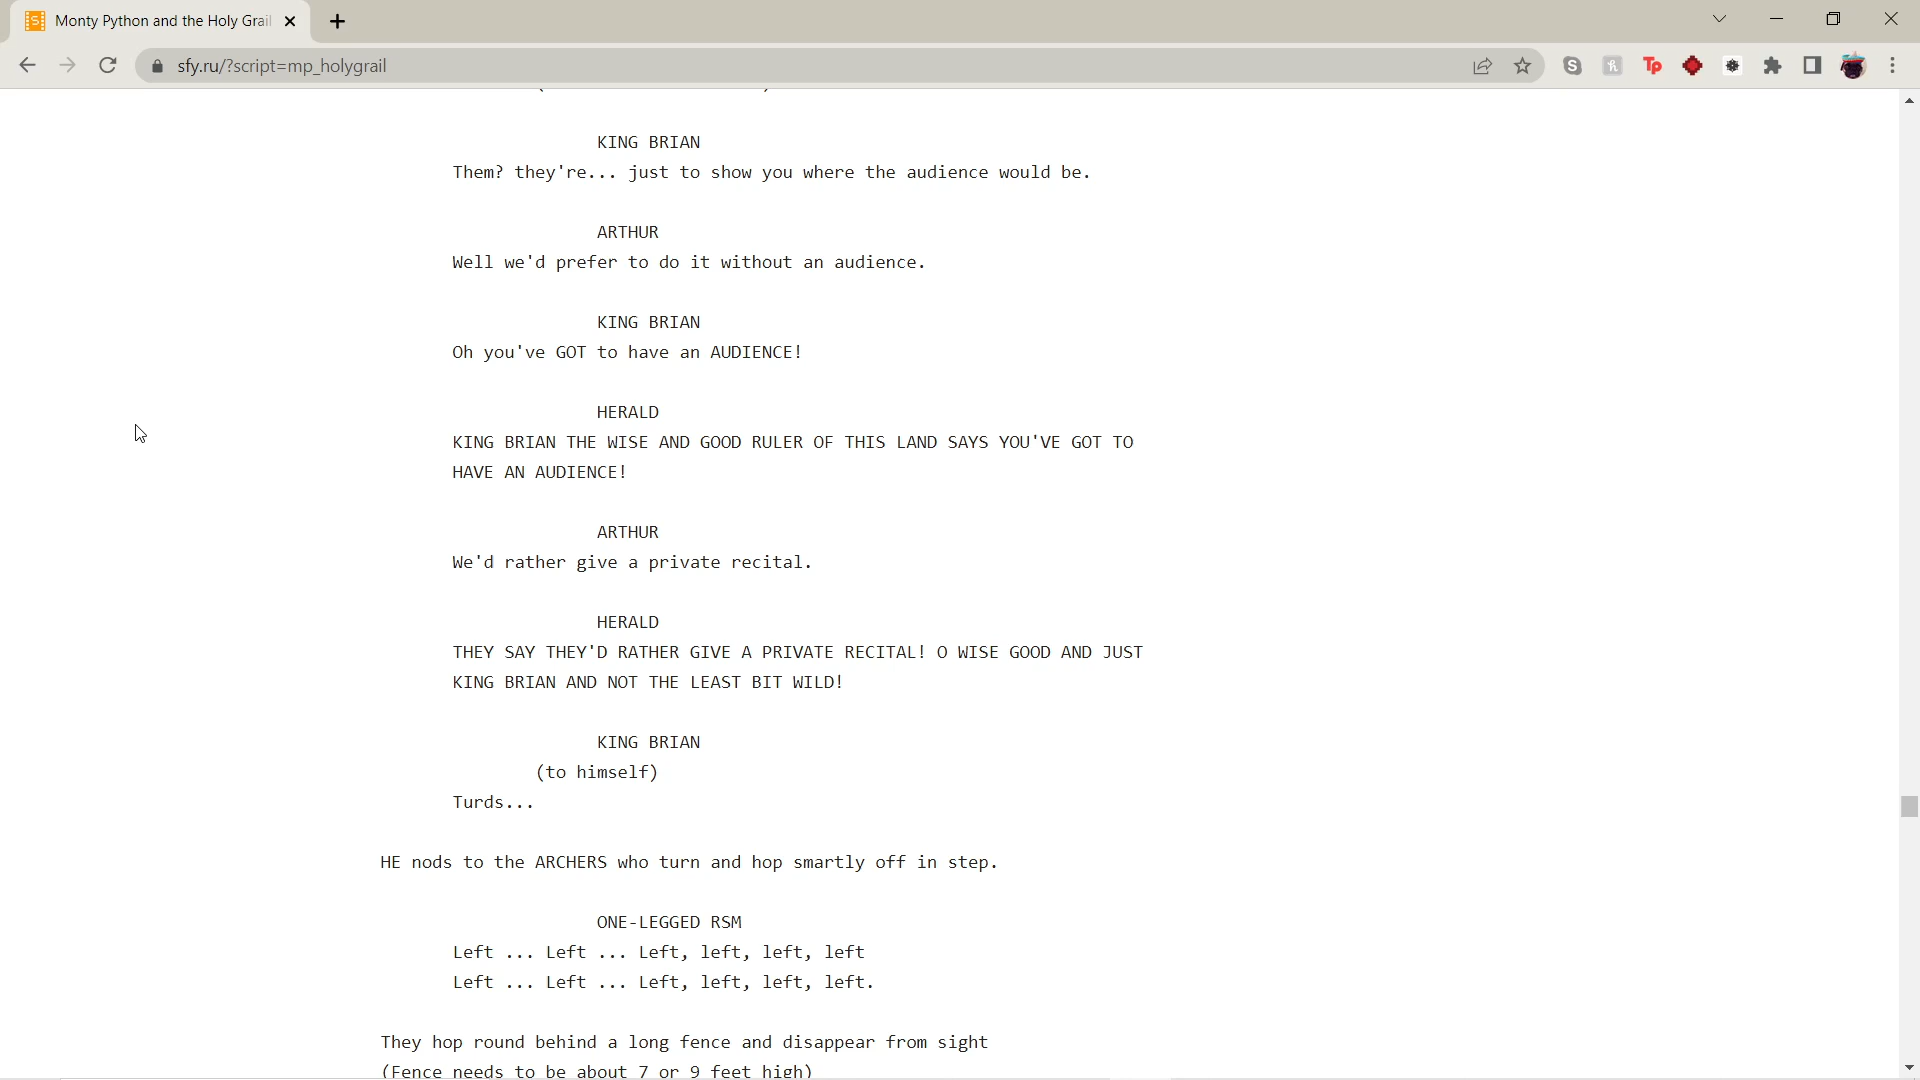 Monty Python and the Holy Grail
sfy.ru/?script=mp_holygrail
KING BRIAN
Them? they're... just to show you where the audience would be.
ARTHUR
Well we'd prefer to do it without an audience.
KING BRIAN
Oh you've GOT to have an AUDIENCE!
HERALD
KING BRIAN THE WISE AND GOOD RULER OF THIS LAND SAYS YOU'VE GOT TO
HAVE AN AUDIENCE!
ARTHUR
We'd rather give a private recital.
HERALD
THEY SAY THEY'D RATHER GIVE A PRIVATE RECITAL! O WISE GOOD AND JUST
KING BRIAN AND NOT THE LEAST BIT WILD!
KING BRIAN
(to himself)
Turds...
HE nods to the ARCHERS who turn and hop smartly off in step.
ONE-LEGGED RSM
Left ... Left ... Left, left, left, left
Left ... Left ... Left, left, left, left.
They hop round behind a long fence and disappear from sight
(Fence needs to be about 7 or 9 feet high)